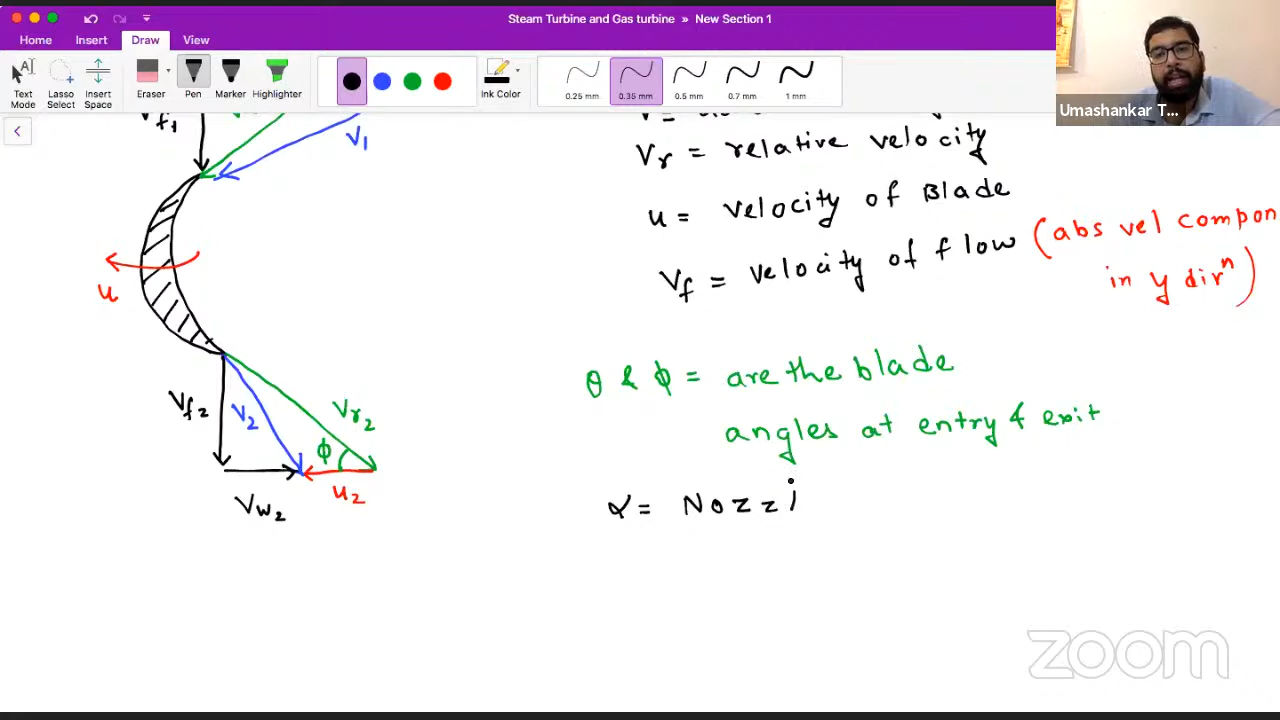 Steam Turbine and Gas turbine » New Section 1
Home Insert Draw View
Text Mode
Lasso Select
Insert Space
Eraser
Pen
Marker
Highlighter
Ink Color
0.25 mm
0.35 mm
0.5 mm
0.7 mm
1 mm
Umashankar T...
Vf1
V1
u
Vf2
V2
Vr2
φ
u2
Vw2
Vr = relative velocity
u = velocity of Blade
Vf = velocity of flow (abs vel compon
in y dirⁿ)
θ & φ = are the blade
angles at entry & exit
α = Nozzi
zoom